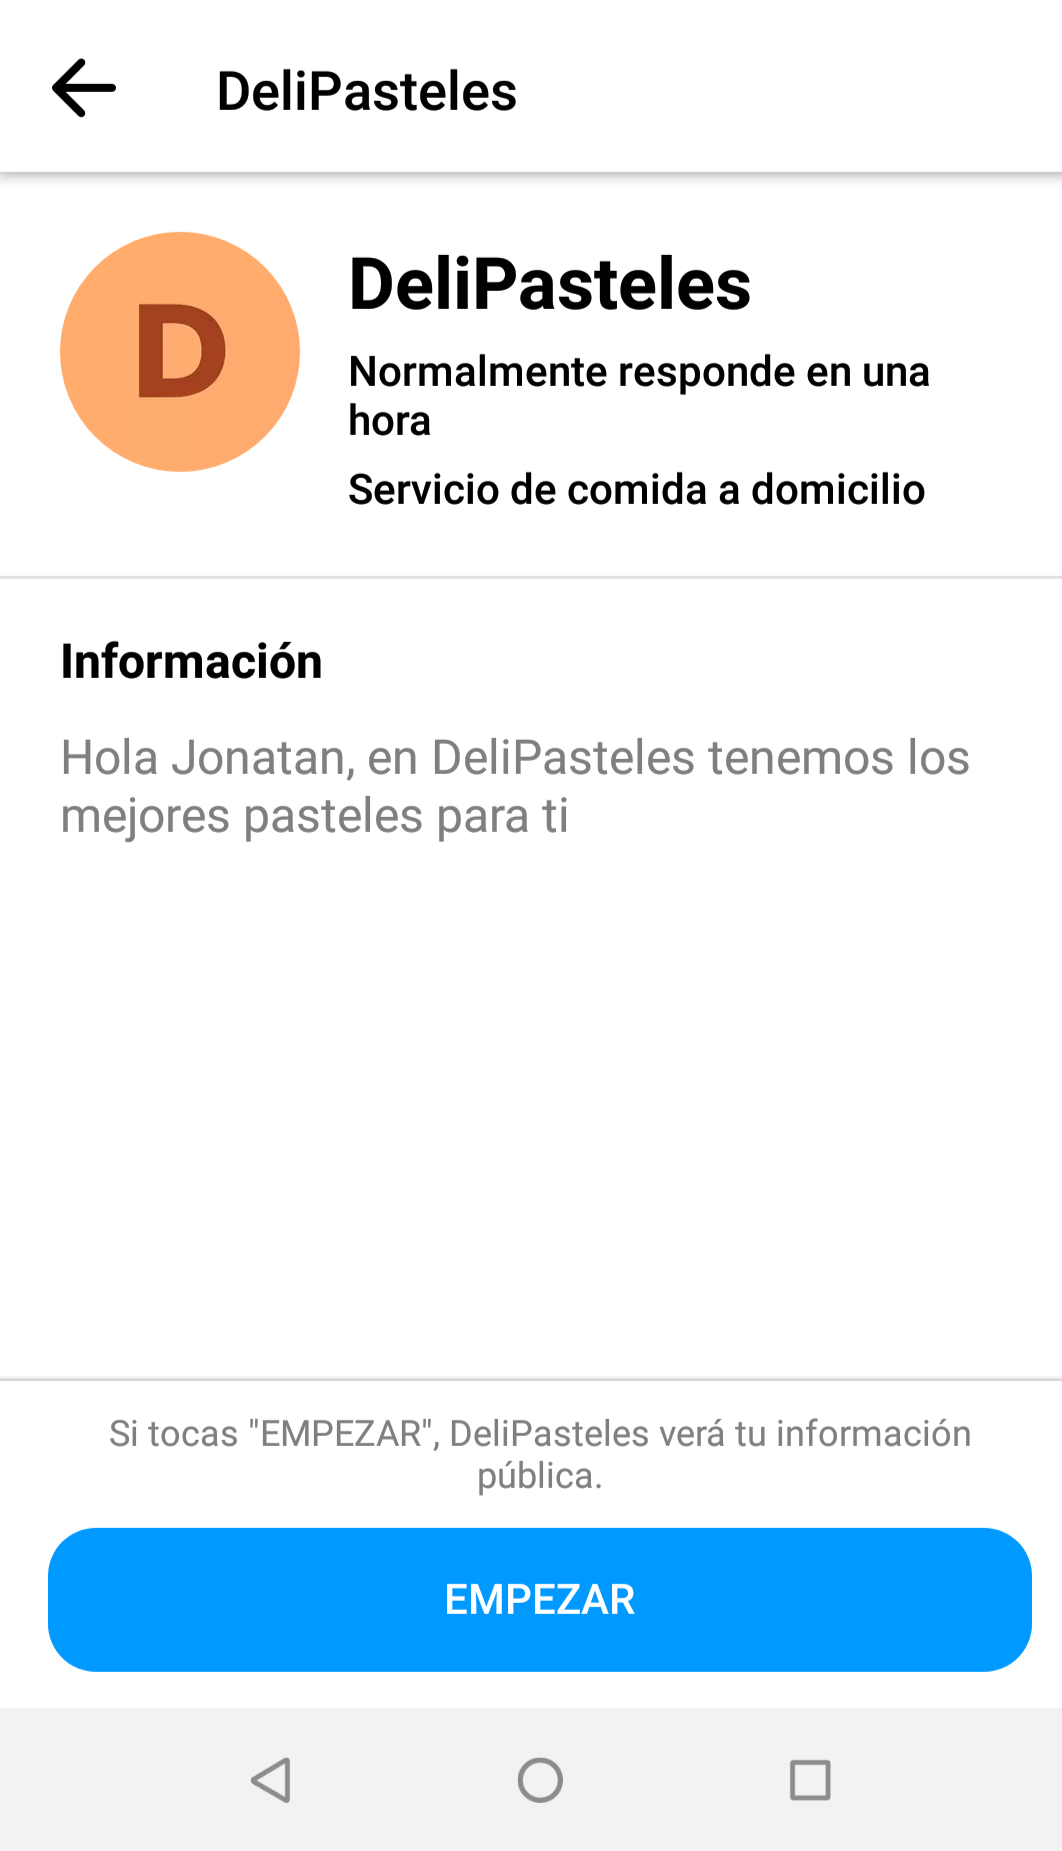 DeliPasteles
D
DeliPasteles
Normalmente responde en una
hora
Servicio de comida a domicilio
Información
Hola Jonatan, en DeliPasteles tenemos los
mejores pasteles para ti
Si tocas "EMPEZAR", DeliPasteles verá tu información
pública.
EMPEZAR